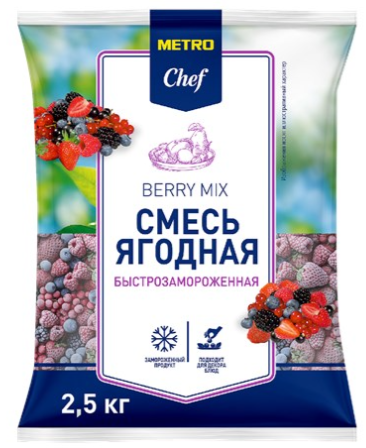 METRO
Chef
BERRY MIX
СМЕСЬ
ЯГОДНАЯ
БЫСТРОЗАМОРОЖЕННАЯ
ЗАМОРОЖЕННЫЙ
ПРОДУКТ
ПОДХОДИТ
ДЛЯ ДЕКОРА
БЛЮД
2,5 кг